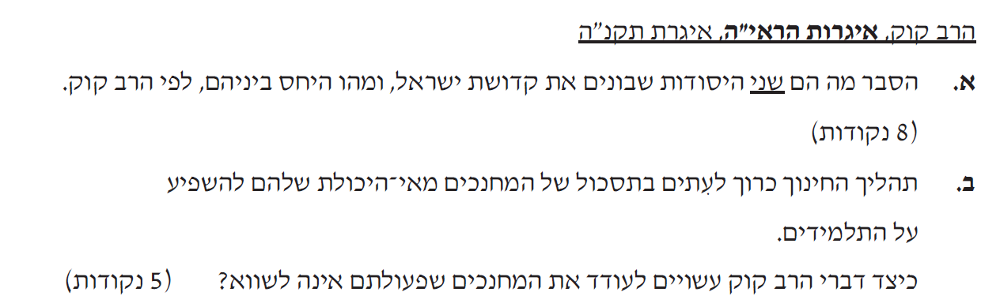 הרב קוק, איגרות הראי"ה, איגרת תקנ"ה
א. הסבר מה הם שני היסודות שבונים את קדושת ישראל, ומהו היחס ביניהם, לפי הרב קוק.
(8 נקודות)
ב. תהליך החינוך כרוך לעִתים בתסכול של המחנכים מאי־היכולת שלהם להשפיע
על התלמידים.
כיצד דברי הרב קוק עשויים לעודד את המחנכים שפעולתם אינה לשווא? (5 נקודות)